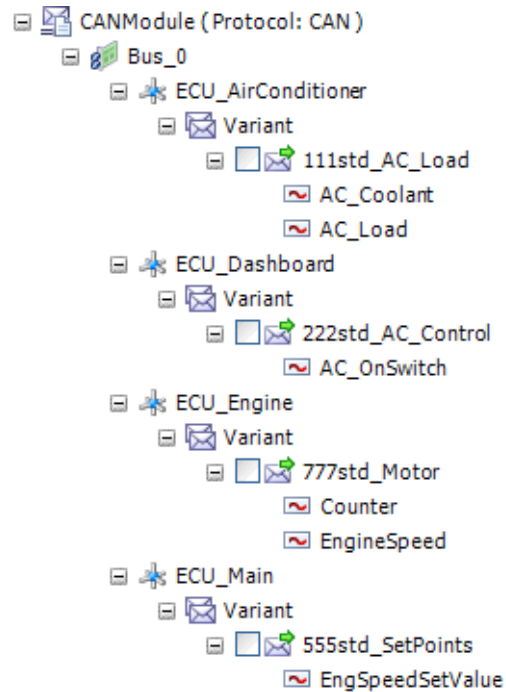 CANModule (Protocol: CAN )
Bus_0
ECU_AirConditioner
Variant
111std_AC_Load
AC_Coolant
AC_Load
ECU_Dashboard
Variant
222std_AC_Control
AC_OnSwitch
ECU_Engine
Variant
777std_Motor
Counter
EngineSpeed
ECU_Main
Variant
555std_SetPoints
EngSpeedSetValue